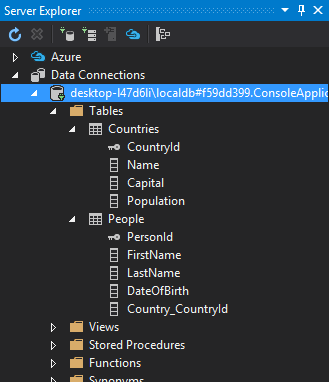 Server Explorer
Azure
Data Connections
desktop-l47d6li\localdb#f59dd399.ConsoleApplic
Tables
Countries
CountryId
Name
Capital
Population
People
PersonId
FirstName
LastName
DateOfBirth
Country_CountryId
Views
Stored Procedures
Functions
Synonyms